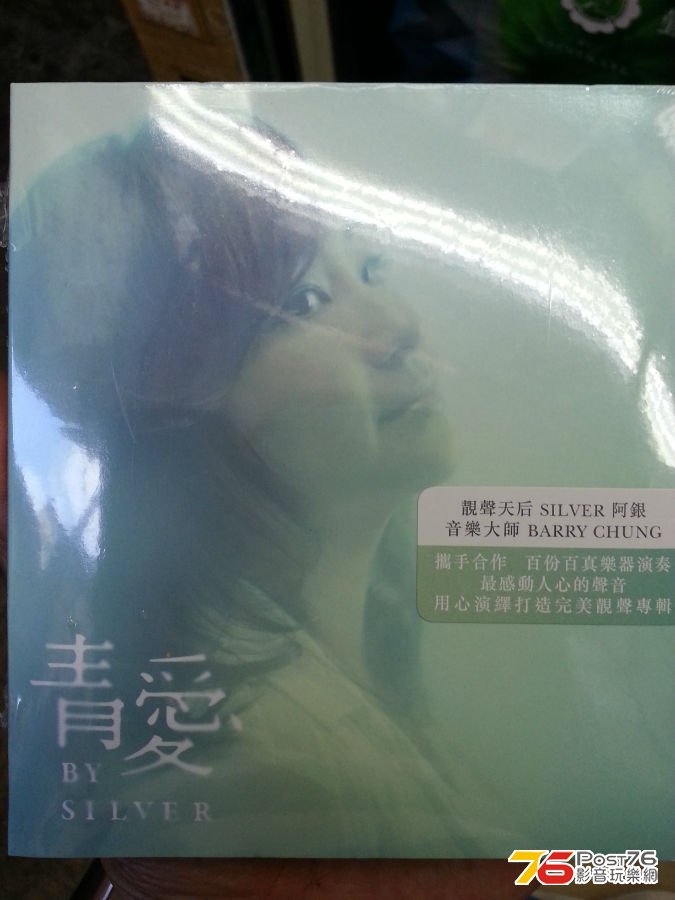 靚聲天后 SILVER 阿銀
音樂大師 BARRY CHUNG
攜手合作 百份百真樂器演奏
最感動人心的聲音
用心演繹打造完美靚聲專輯
青愛
BY
SILVER
76 Post76
影音玩樂網